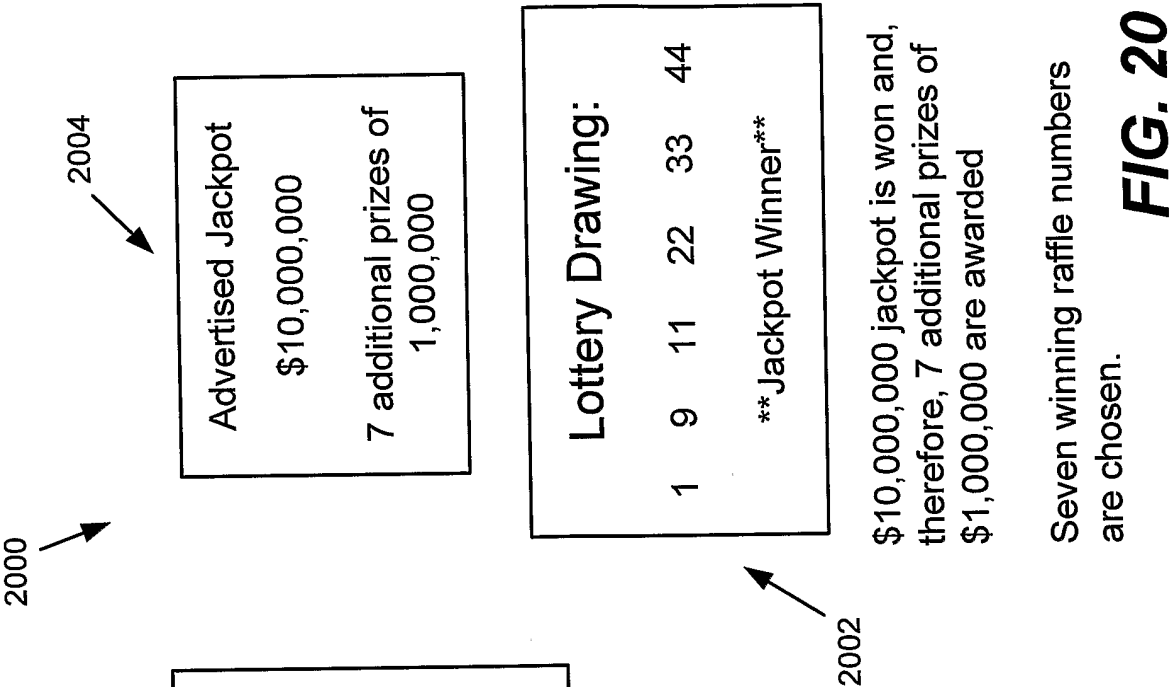 2000
2004
Advertised Jackpot
$10,000,000
7 additional prizes of
1,000,000
2002
Lottery Drawing:
1 9 11 22 33 44
**Jackpot Winner**
$10,000,000 jackpot is won and,
therefore, 7 additional prizes of
$1,000,000 are awarded
Seven winning raffle numbers
are chosen.
FIG. 20